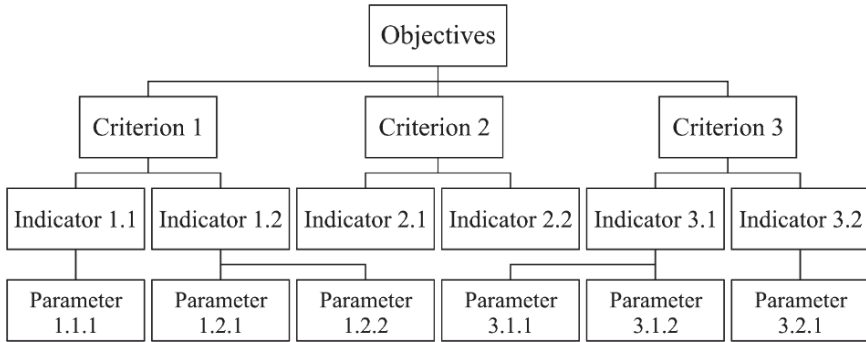 Objectives
Criterion 1
Criterion 2
Criterion 3
Indicator 1.1
Indicator 1.2
Indicator 2.1
Indicator 2.2
Indicator 3.1
Indicator 3.2
Parameter
1.1.1
Parameter
1.2.1
Parameter
1.2.2
Parameter
3.1.1
Parameter
3.1.2
Parameter
3.2.1